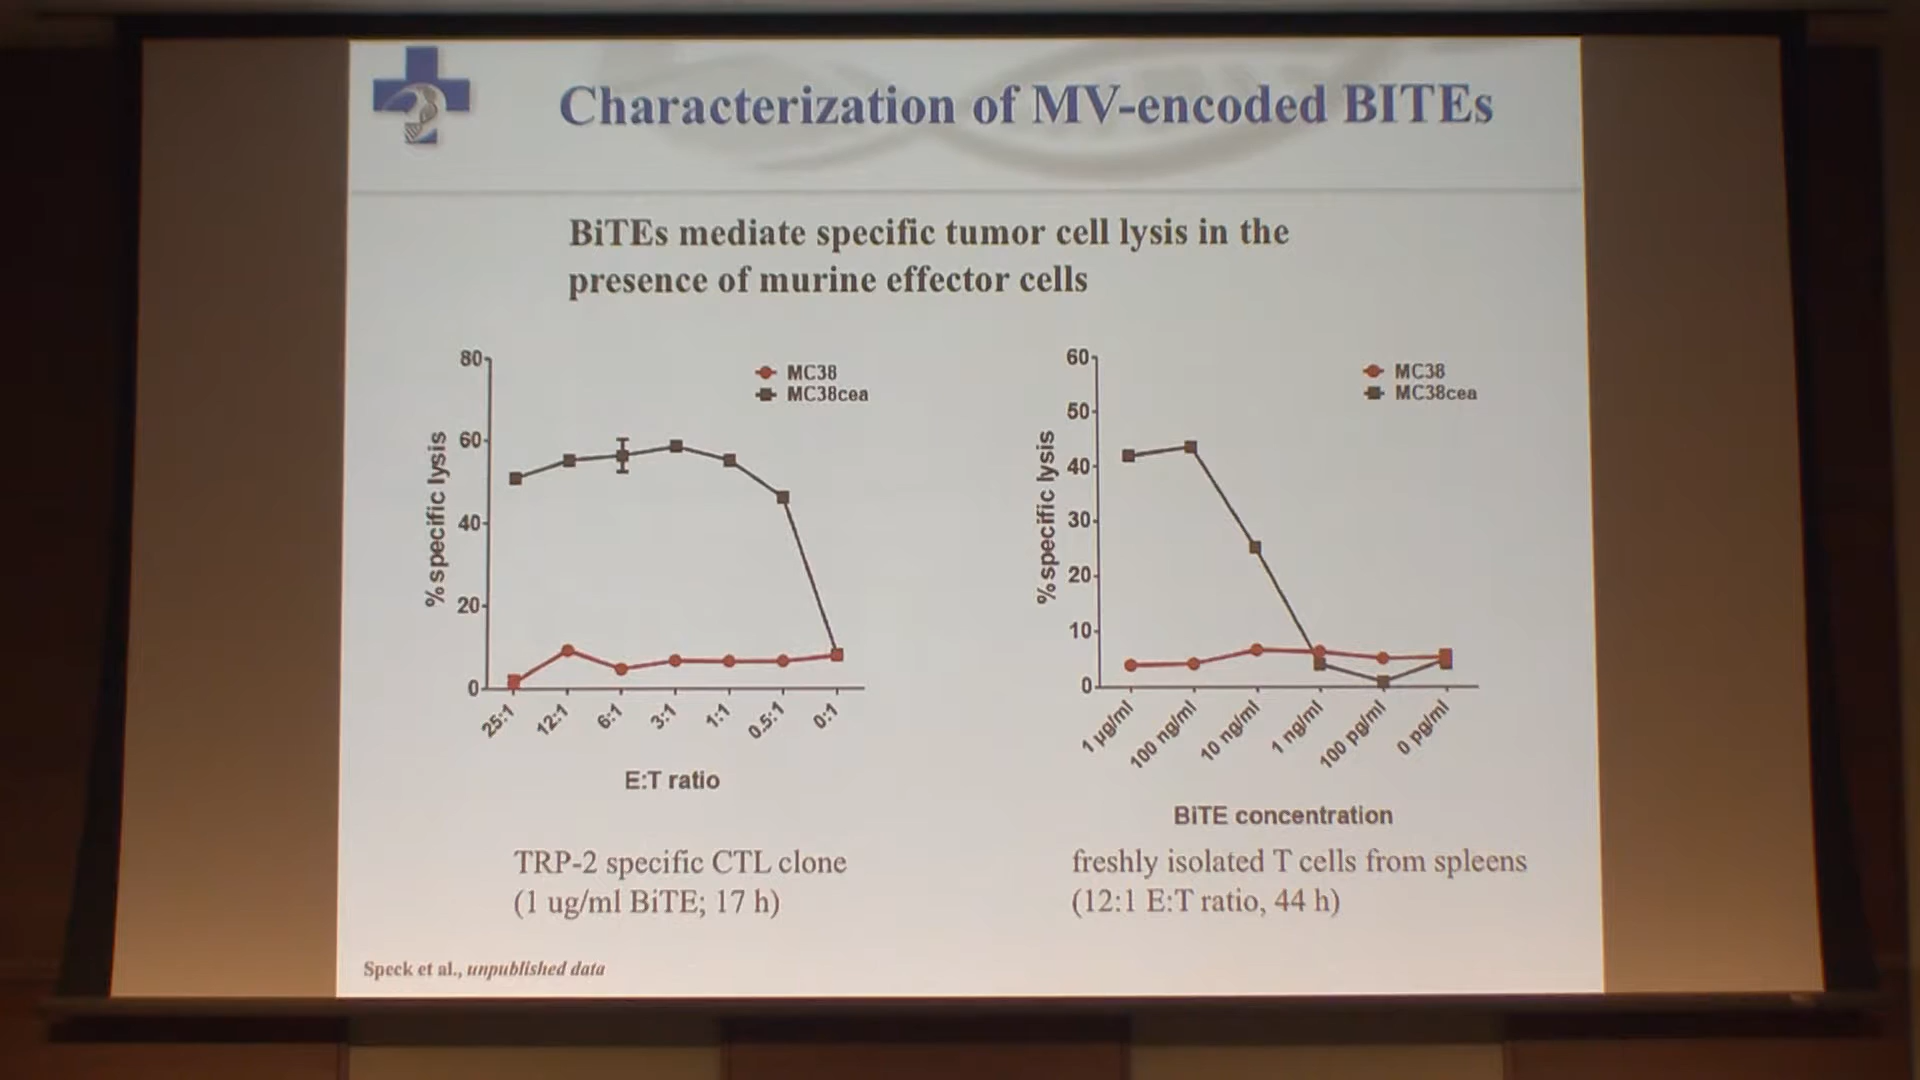 Characterization of MV-encoded BITEs
BiTEs mediate specific tumor cell lysis in the
presence of murine effector cells
80
60
40
20
0
% specific lysis
MC38
MC38cea
25:1
12:1
6:1
3:1
1:1
0.5:1
0:1
E:T ratio
TRP-2 specific CTL clone
(1 ug/ml BiTE; 17 h)
60
50
40
30
20
10
0
% specific lysis
MC38
MC38cea
1 µg/ml
100 ng/ml
10 ng/ml
1 ng/ml
100 pg/ml
0 pg/ml
BiTE concentration
freshly isolated T cells from spleens
(12:1 E:T ratio, 44 h)
Speck et al., unpublished data